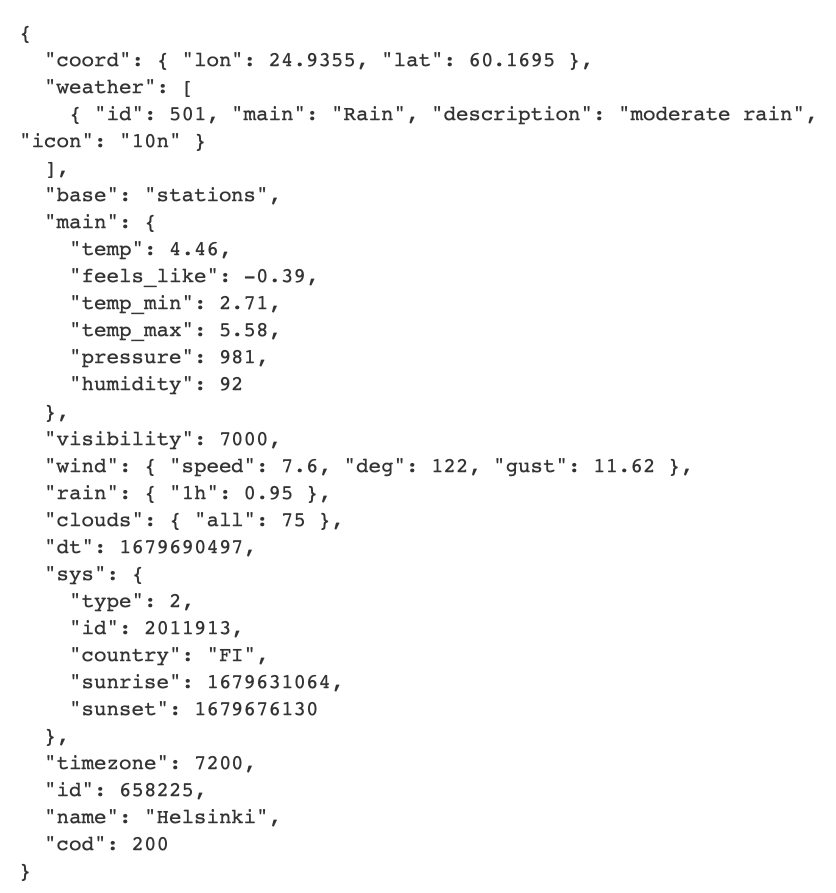 {
  "coord": { "lon": 24.9355, "lat": 60.1695 },
  "weather": [
    { "id": 501, "main": "Rain", "description": "moderate rain",
"icon": "10n" }
  ],
  "base": "stations",
  "main": {
    "temp": 4.46,
    "feels_like": -0.39,
    "temp_min": 2.71,
    "temp_max": 5.58,
    "pressure": 981,
    "humidity": 92
  },
  "visibility": 7000,
  "wind": { "speed": 7.6, "deg": 122, "gust": 11.62 },
  "rain": { "1h": 0.95 },
  "clouds": { "all": 75 },
  "dt": 1679690497,
  "sys": {
    "type": 2,
    "id": 2011913,
    "country": "FI",
    "sunrise": 1679631064,
    "sunset": 1679676130
  },
  "timezone": 7200,
  "id": 658225,
  "name": "Helsinki",
  "cod": 200
}